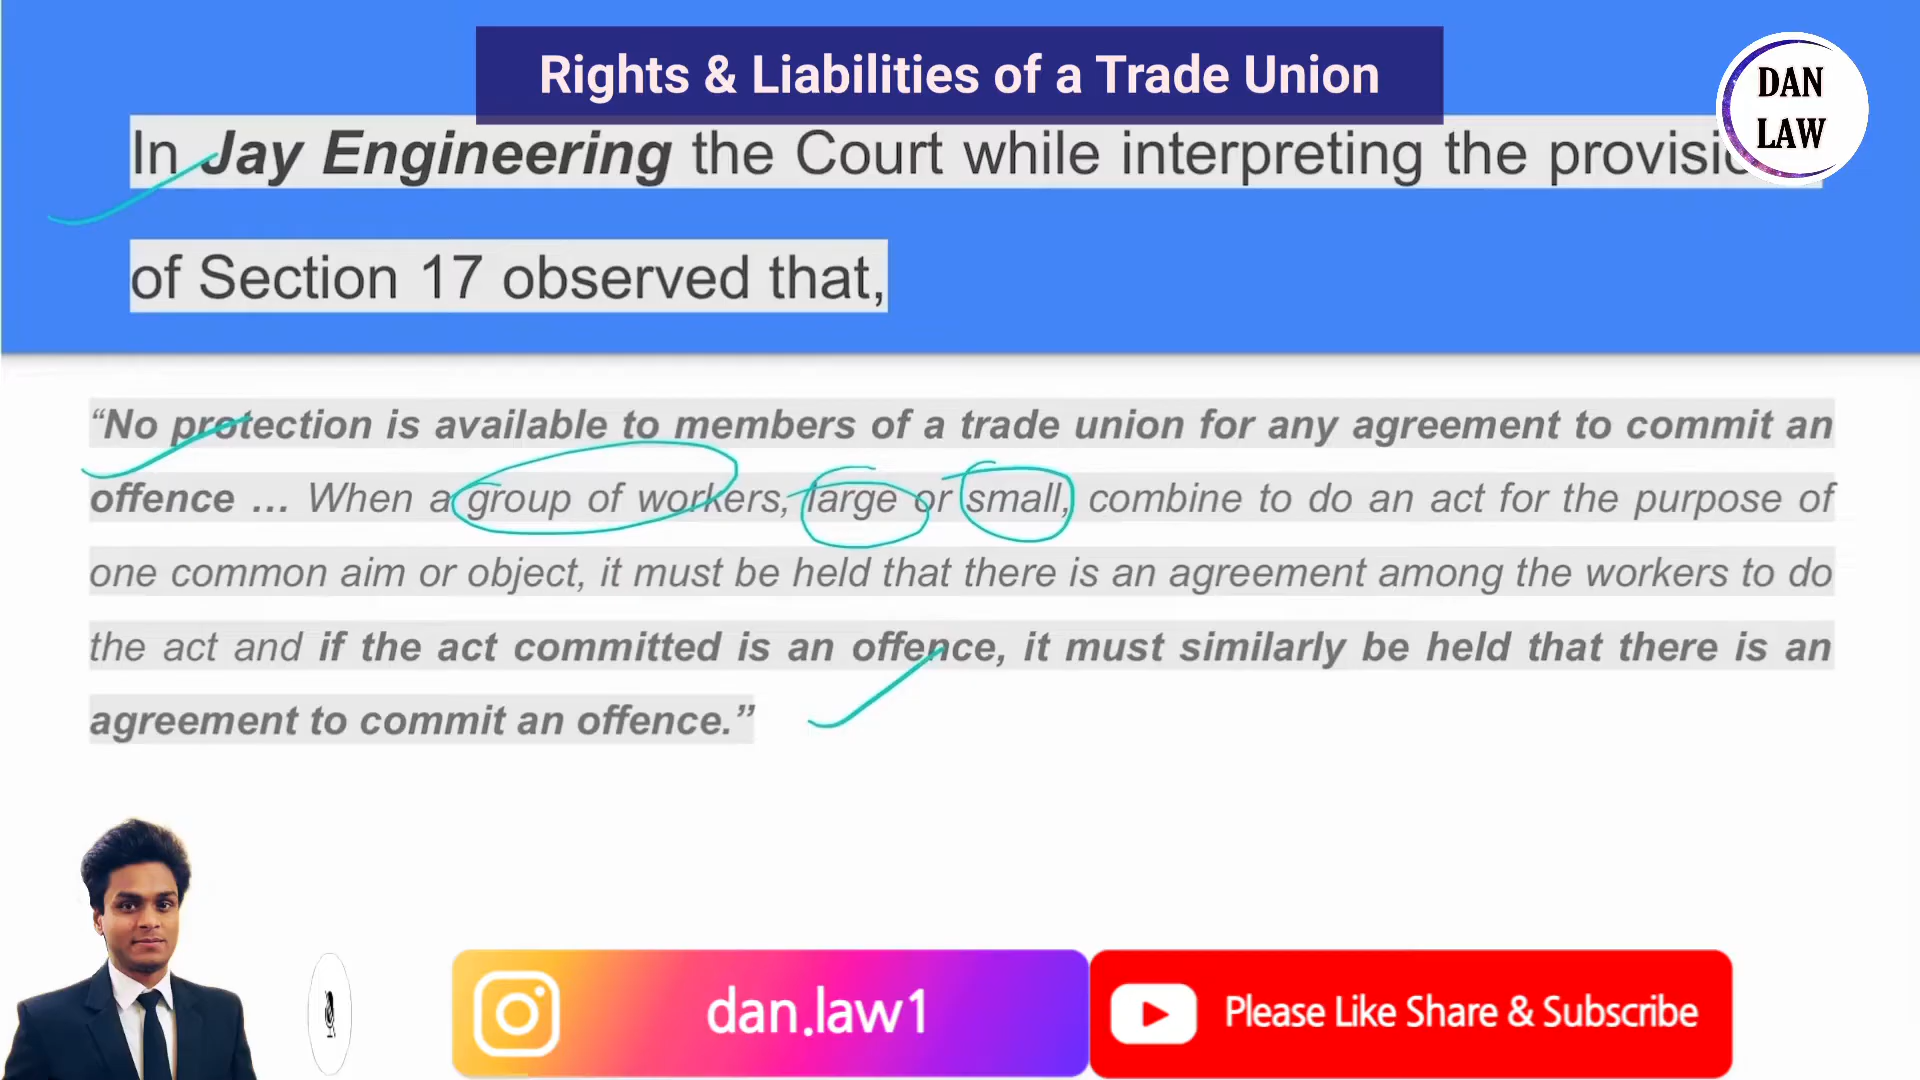 Rights & Liabilities of a Trade Union
DAN
LAW
In Jay Engineering the Court while interpreting the
of Section 17 observed that,
“No protection is available to members of a trade union for any agreement to commit an
offence ... When a group of workers, large or small, combine to do an act for the purpose of
one common aim or object, it must be held that there is an agreement among the workers to do
the act and if the act committed is an offence, it must similarly be held that there is an
agreement to commit an offence.”
dan.law1
Please Like Share & Subscribe